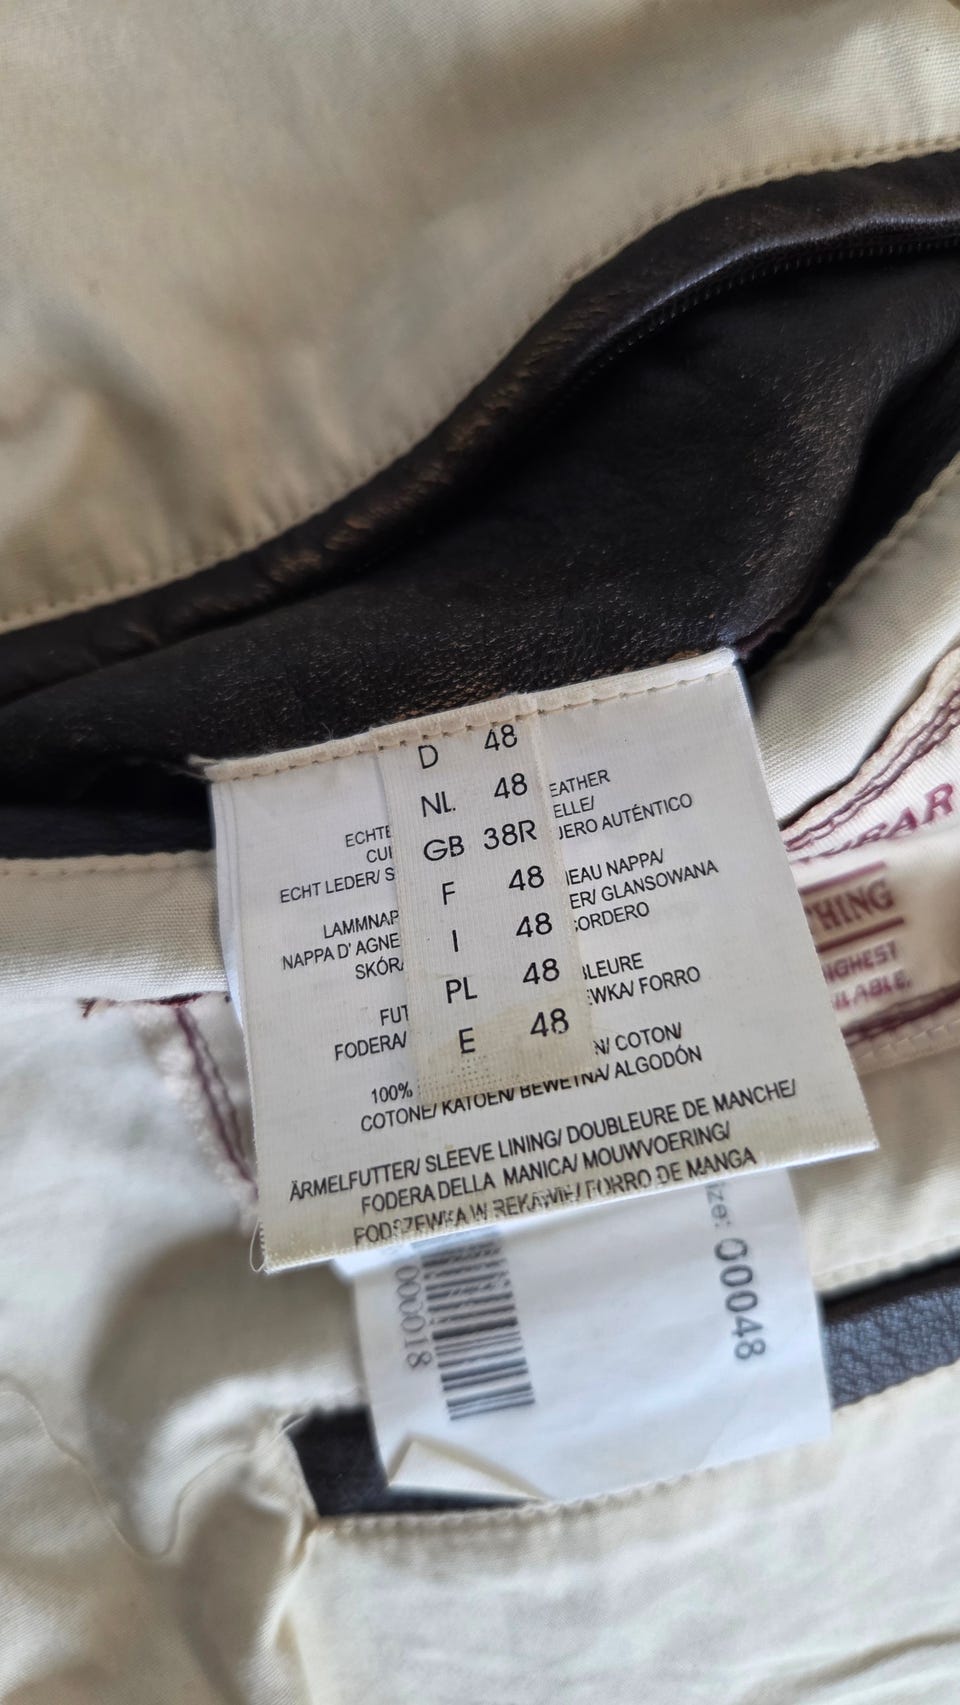 D 48
NL. 48
GB 38R
F 48
I 48
PL 48
E 48
ECHTE
EATHER
CUI
ELLE/
ECHT LEDER/ S
JERO AUTÉNTICO
LAMMNAP
EAU NAPPA/
NAPPA D' AGNE
ER/ GLANSOWANA
SKÓR
CORDERO
FUT
BLEURE
FODERA/
EWKA/ FORRO
100%
N/ COTON/
COTONE/ KATOEN/ BEWEŁNA/ ALGODÓN
ÄRMELFUTTER/ SLEEVE LINING/ DOUBLEURE DE MANCHE/
FODERA DELLA MANICA/ MOUWVOERING/
PODSZEWKA W REKAWIE/ FORRO DE MANGA
ize: 00048
000018
BAR
THING
IGHEST
ILABLE.